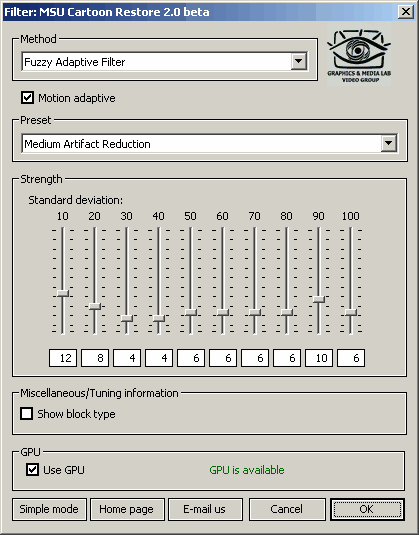 Filter: MSU Cartoon Restore 2.0 beta
Method
Fuzzy Adaptive Filter
GRAPHICS & MEDIA LAB
VIDEO GROUP
Motion adaptive
Preset
Medium Artifact Reduction
Strength
Standard deviation:
10 20 30 40 50 60 70 80 90 100
12 8 4 4 6 6 6 6 10 6
Miscellaneous/Tuning information
Show block type
GPU
Use GPU GPU is available
Simple mode Home page E-mail us Cancel OK